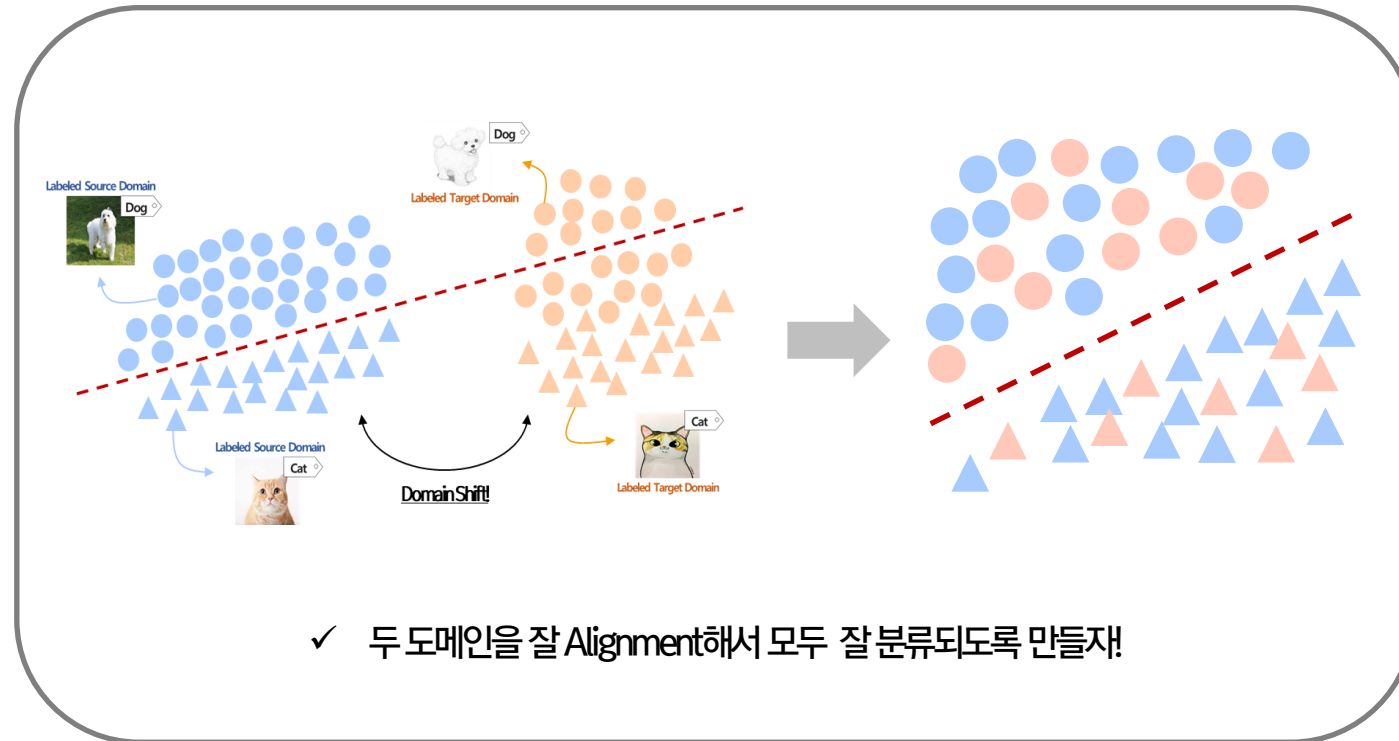 Dog
Labeled Target Domain
Labeled Source Domain
Dog
Labeled Source Domain
Cat
Domain Shift!
Cat
Labeled Target Domain
✓ 두 도메인을 잘 Alignment해서 모두 잘 분류되도록 만들자!